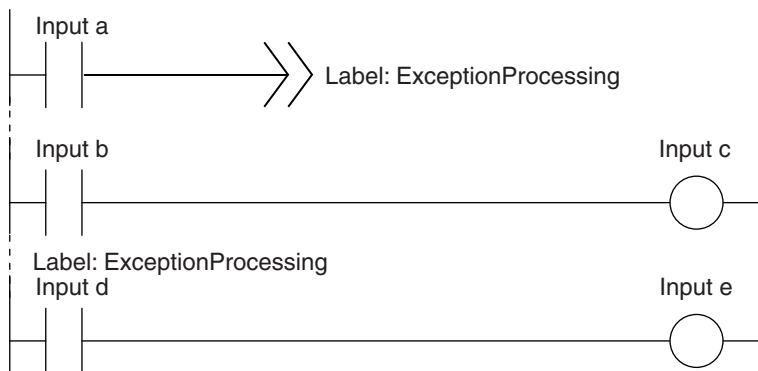 Input a
Label: ExceptionProcessing
Input b
Input c
Label: ExceptionProcessing
Input d
Input e